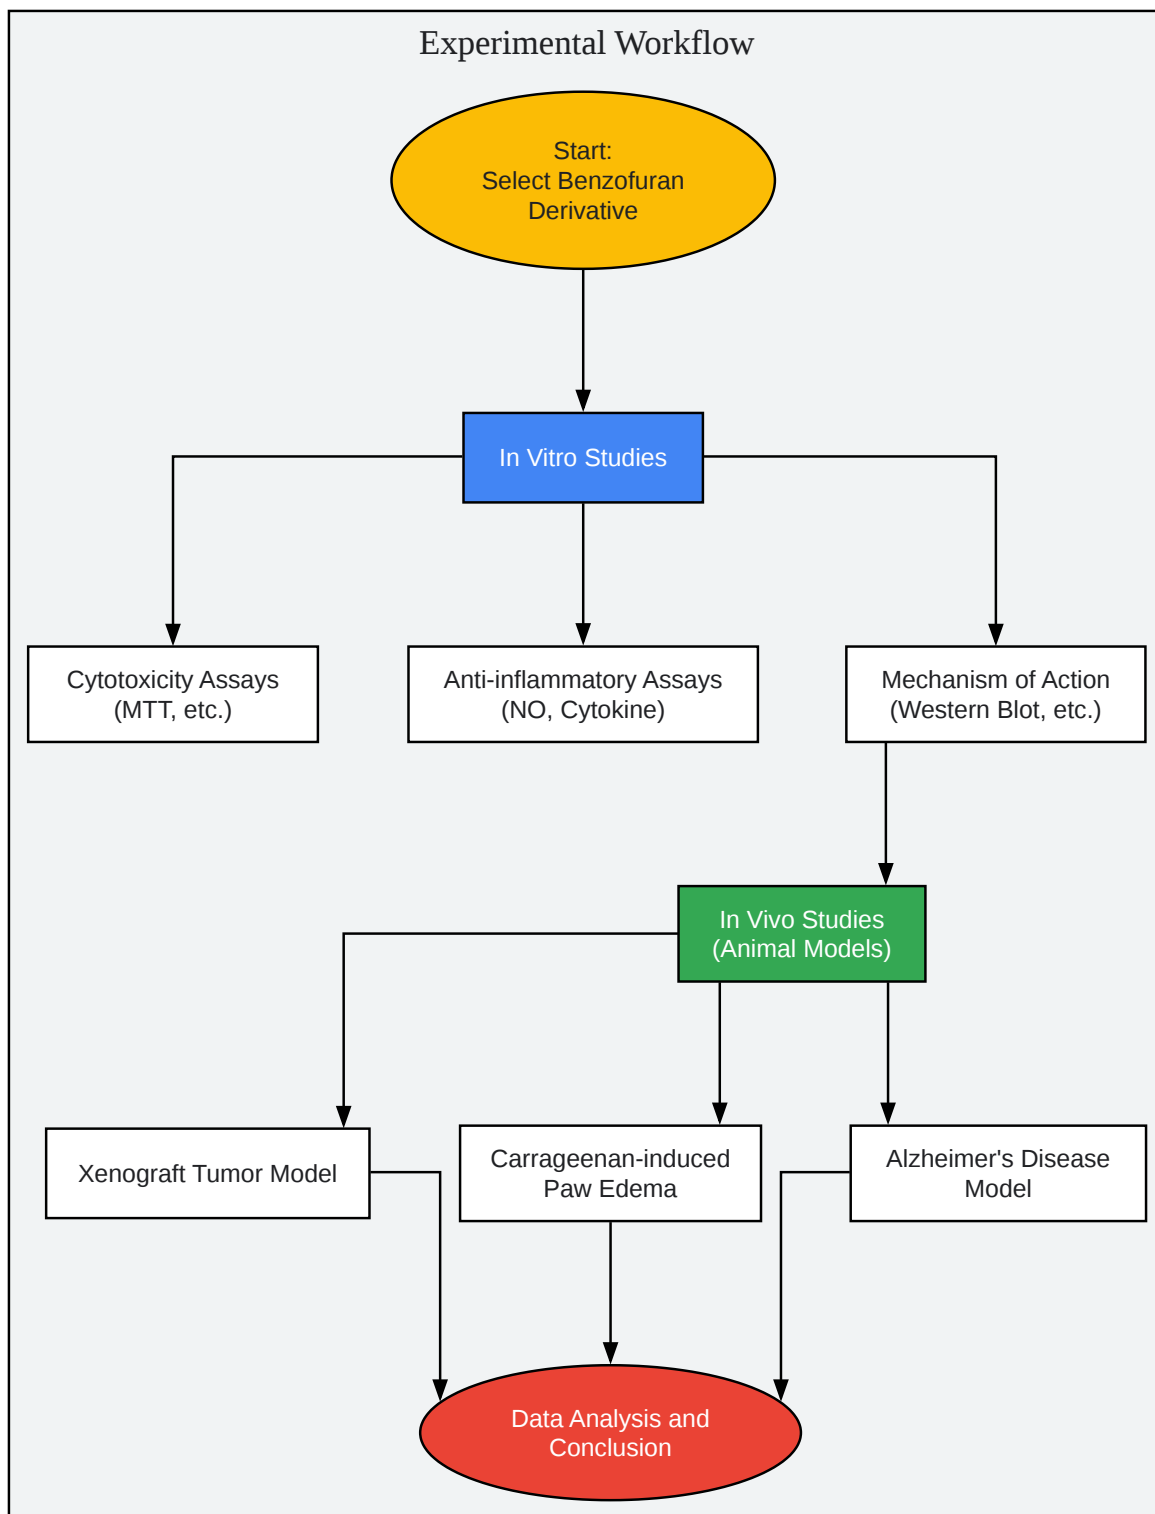 Experimental Workflow
Start:
Select Benzofuran
Derivative
In Vitro Studies
Cytotoxicity Assays
(MTT, etc.)
Anti-inflammatory Assays
(NO, Cytokine)
Mechanism of Action
(Western Blot, etc.)
In Vivo Studies
(Animal Models)
Xenograft Tumor Model
Carrageenan-induced
Paw Edema
Alzheimer's Disease
Model
Data Analysis and
Conclusion